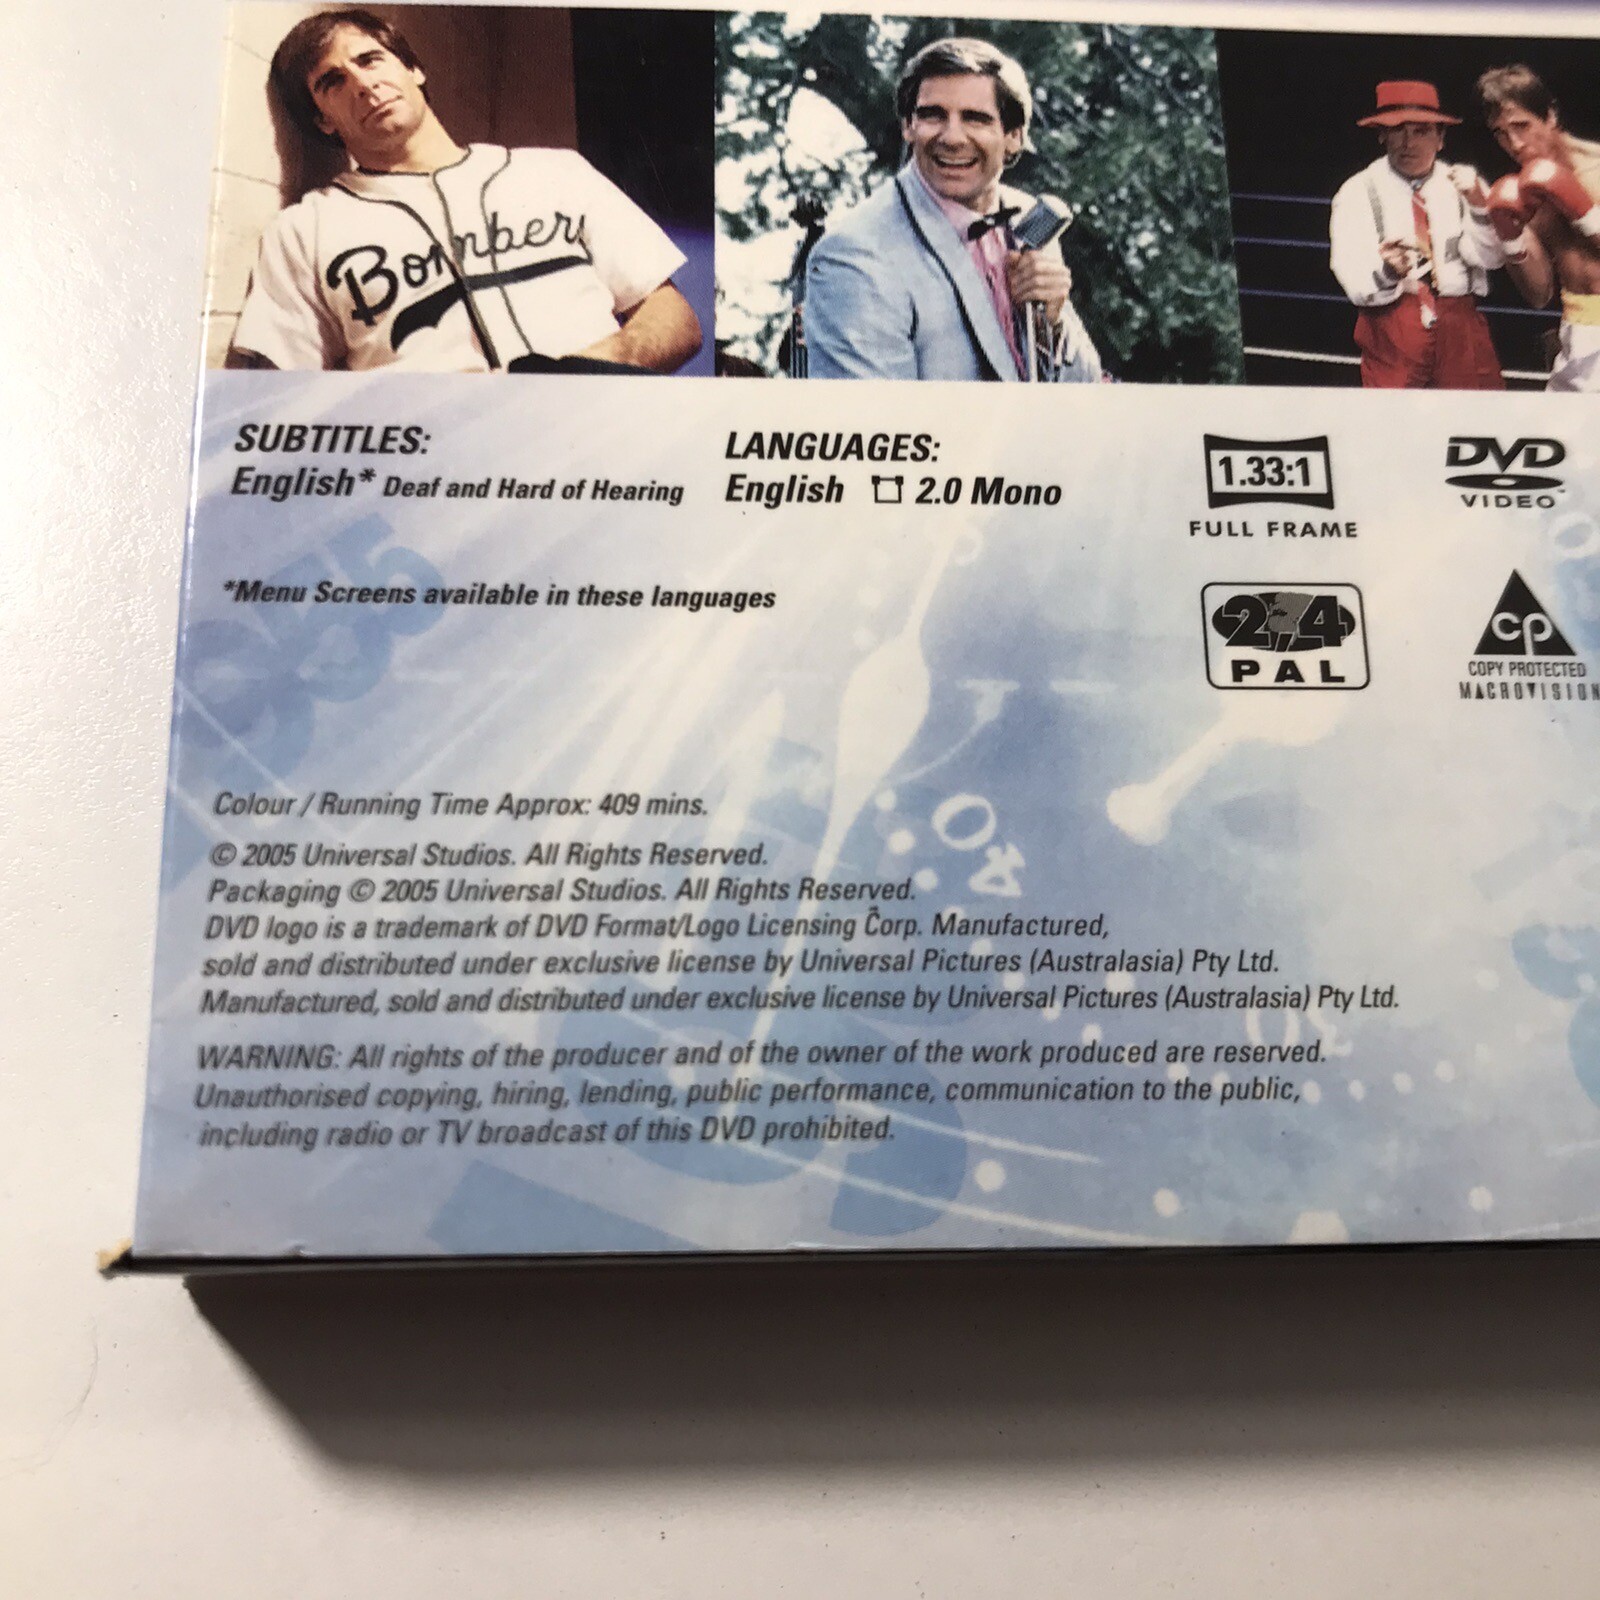 Bombers
SUBTITLES:
English* Deaf and Hard of Hearing
LANGUAGES:
English 2.0 Mono
1.33:1
FULL FRAME
DVD
VIDEO
*Menu Screens available in these languages
2,4
PAL
cp
COPY PROTECTED
MACROVISION
Colour / Running Time Approx: 409 mins.
© 2005 Universal Studios. All Rights Reserved.
Packaging © 2005 Universal Studios. All Rights Reserved.
DVD logo is a trademark of DVD Format/Logo Licensing Corp. Manufactured,
sold and distributed under exclusive license by Universal Pictures (Australasia) Pty Ltd.
Manufactured, sold and distributed under exclusive license by Universal Pictures (Australasia) Pty Ltd.
WARNING: All rights of the producer and of the owner of the work produced are reserved.
Unauthorised copying, hiring, lending, public performance, communication to the public,
including radio or TV broadcast of this DVD prohibited.